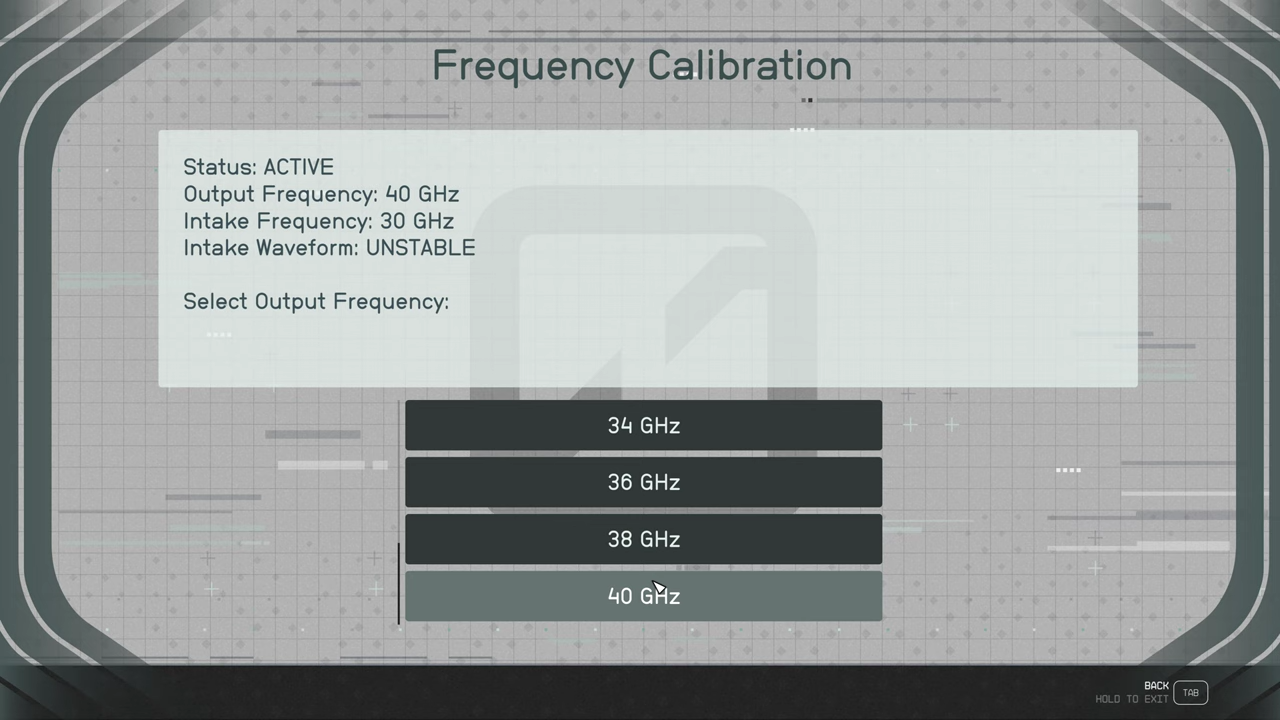 Frequency Calibration
Status: ACTIVE
Output Frequency: 40 GHz
Intake Frequency: 30 GHz
Intake Waveform: UNSTABLE
Select Output Frequency:
34 GHz
36 GHz
38 GHz
40 GHz
BACK
HOLD TO EXIT
TAB